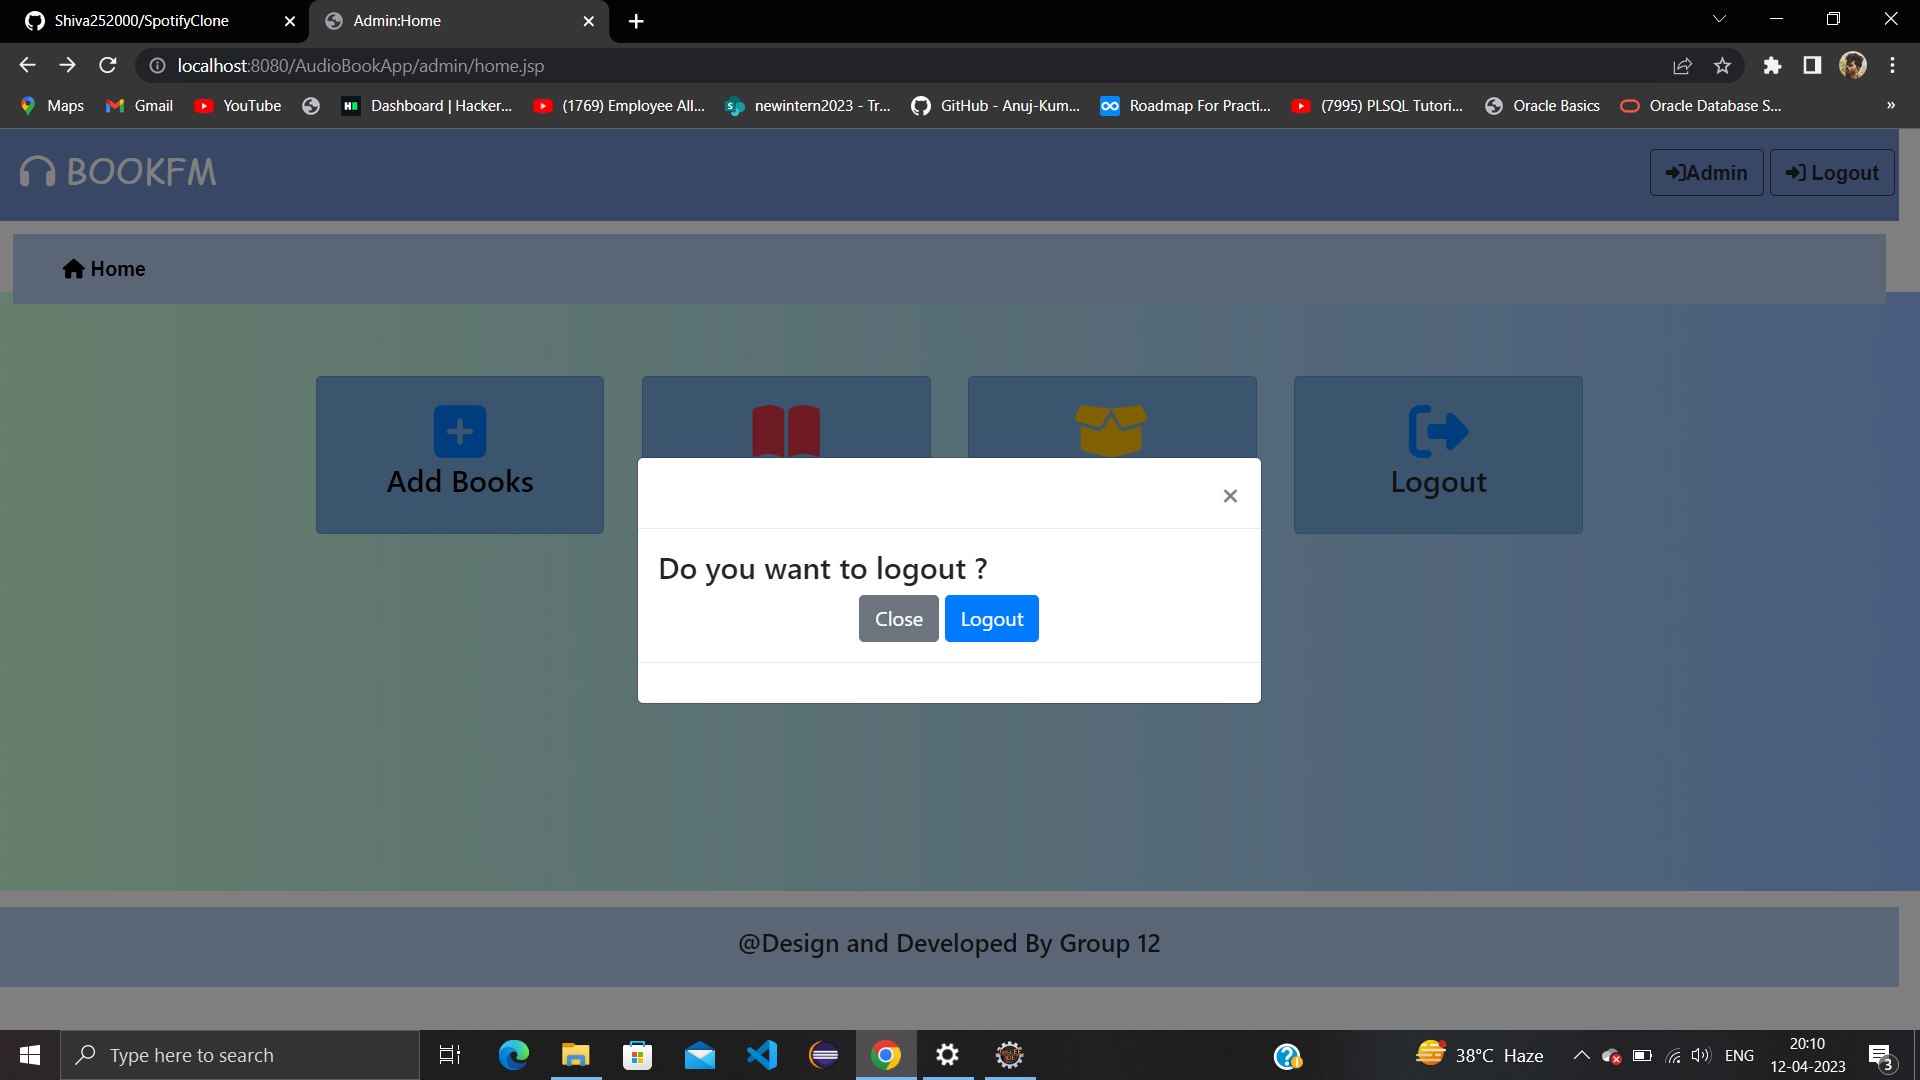 Shiva252000/SpotifyClone
Admin:Home
localhost:8080/AudioBookApp/admin/home.jsp
Maps
Gmail
YouTube
Dashboard | Hacker...
(1769) Employee All...
newintern2023 - Tr...
GitHub - Anuj-Kum...
Roadmap For Practi...
(7995) PLSQL Tutori...
Oracle Basics
Oracle Database S...
»
BOOKFM
Admin
Logout
Home
Add Books
Logout
×
Do you want to logout ?
Close
Logout
@Design and Developed By Group 12
Type here to search
38°C Haze
ENG
20:10
12-04-2023
3